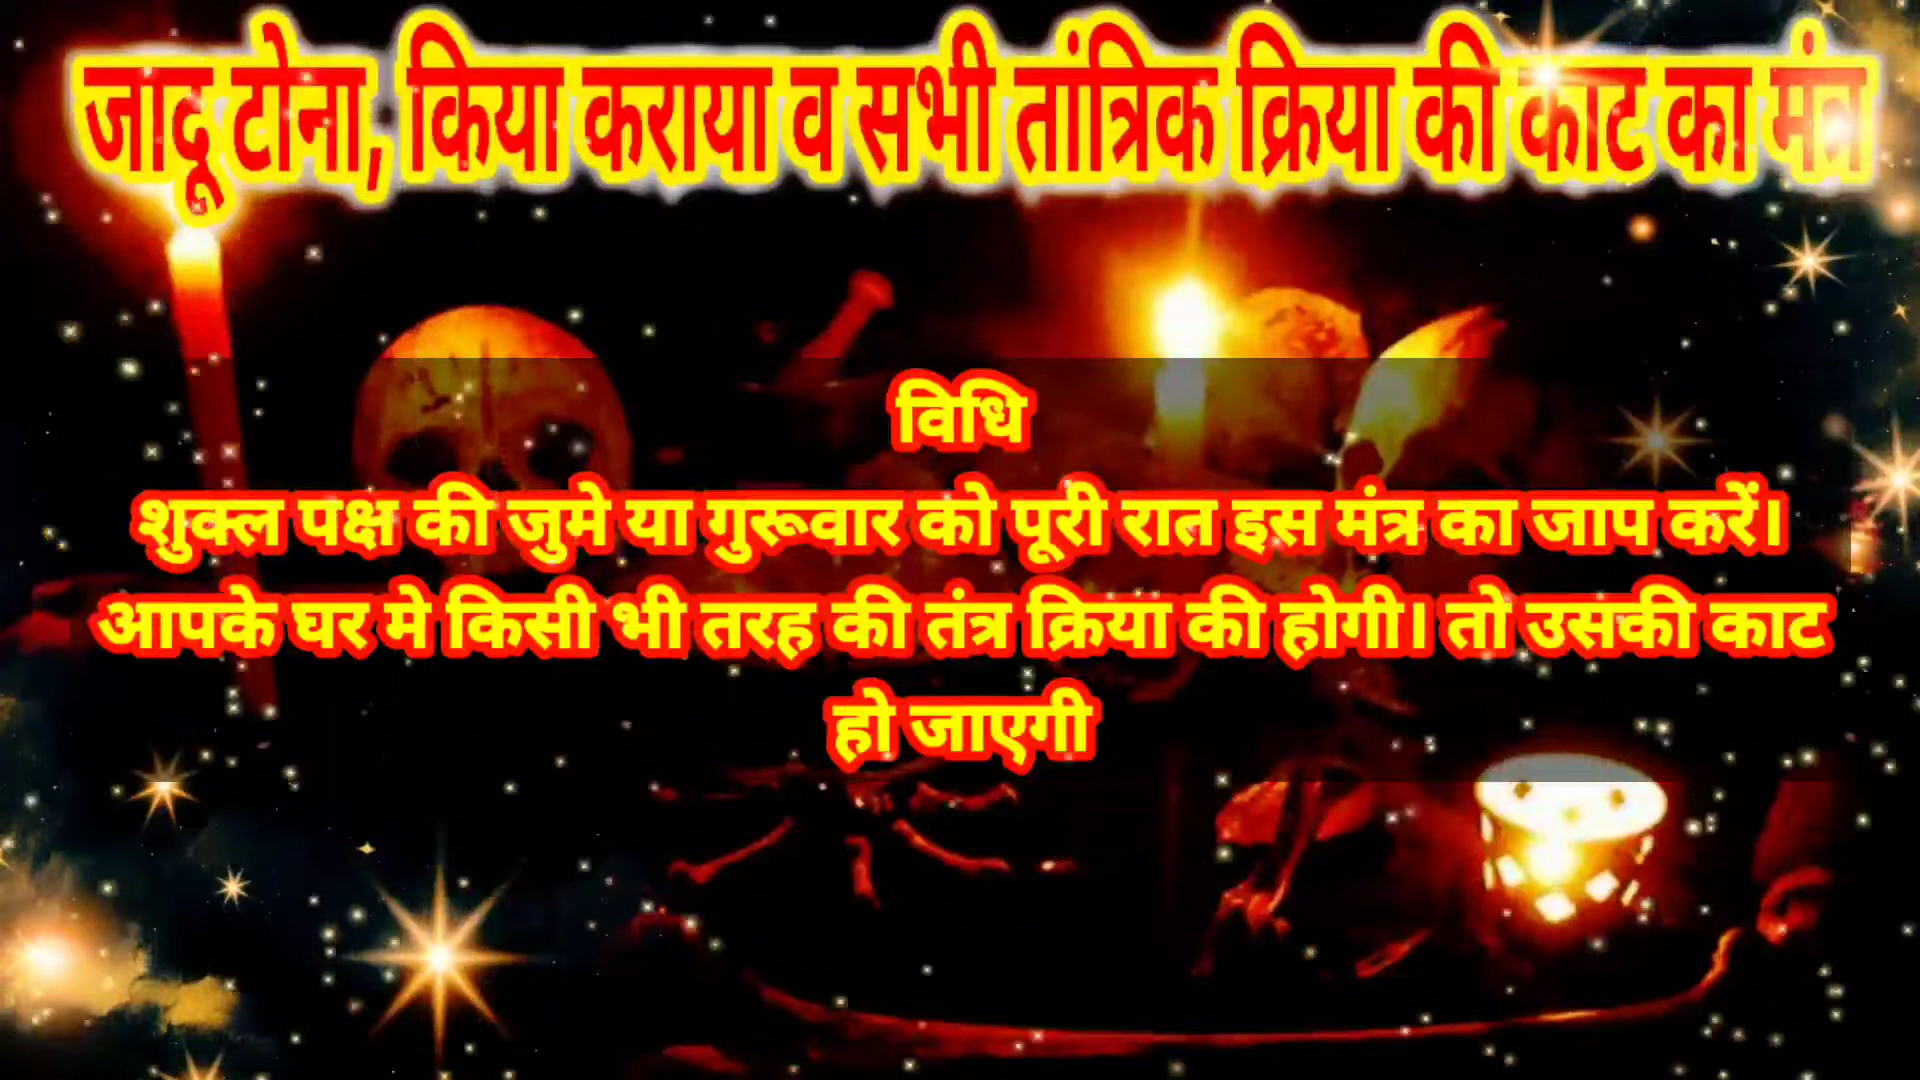 जादू टोना, किया कराया व सभी तांत्रिक क्रिया की काट का मंत्र
विधि
शुक्ल पक्ष की जुमे या गुरूवार को पूरी रात इस मंत्र का जाप करें।
आपके घर मे किसी भी तरह की तंत्र क्रिया की होगी। तो उसकी काट
हो जाएगी